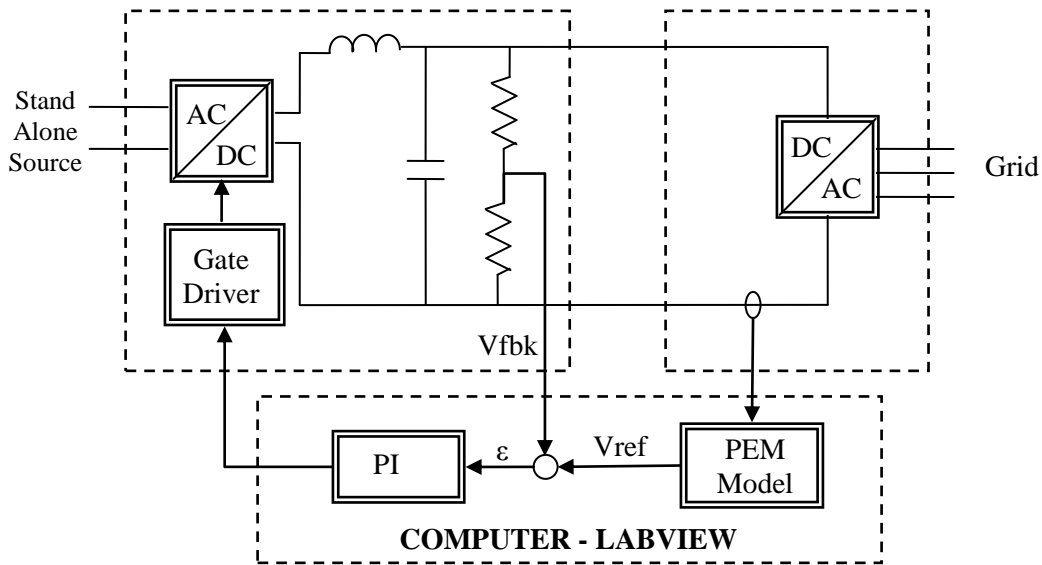 Stand
Alone
Source
AC
DC
Gate
Driver
DC
AC
Grid
Vfbk
PI
ε
Vref
PEM
Model
COMPUTER - LABVIEW